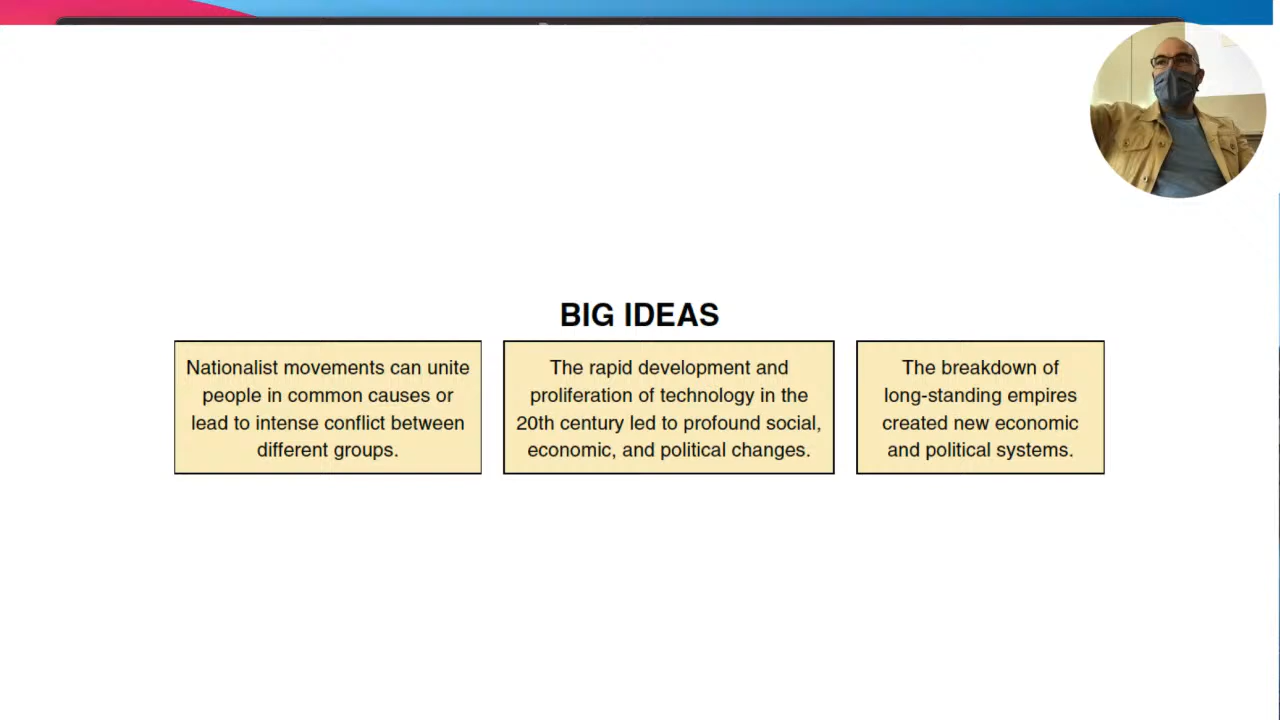 BIG IDEAS
Nationalist movements can unite
people in common causes or
lead to intense conflict between
different groups.
The rapid development and
proliferation of technology in the
20th century led to profound social,
economic, and political changes.
The breakdown of
long-standing empires
created new economic
and political systems.